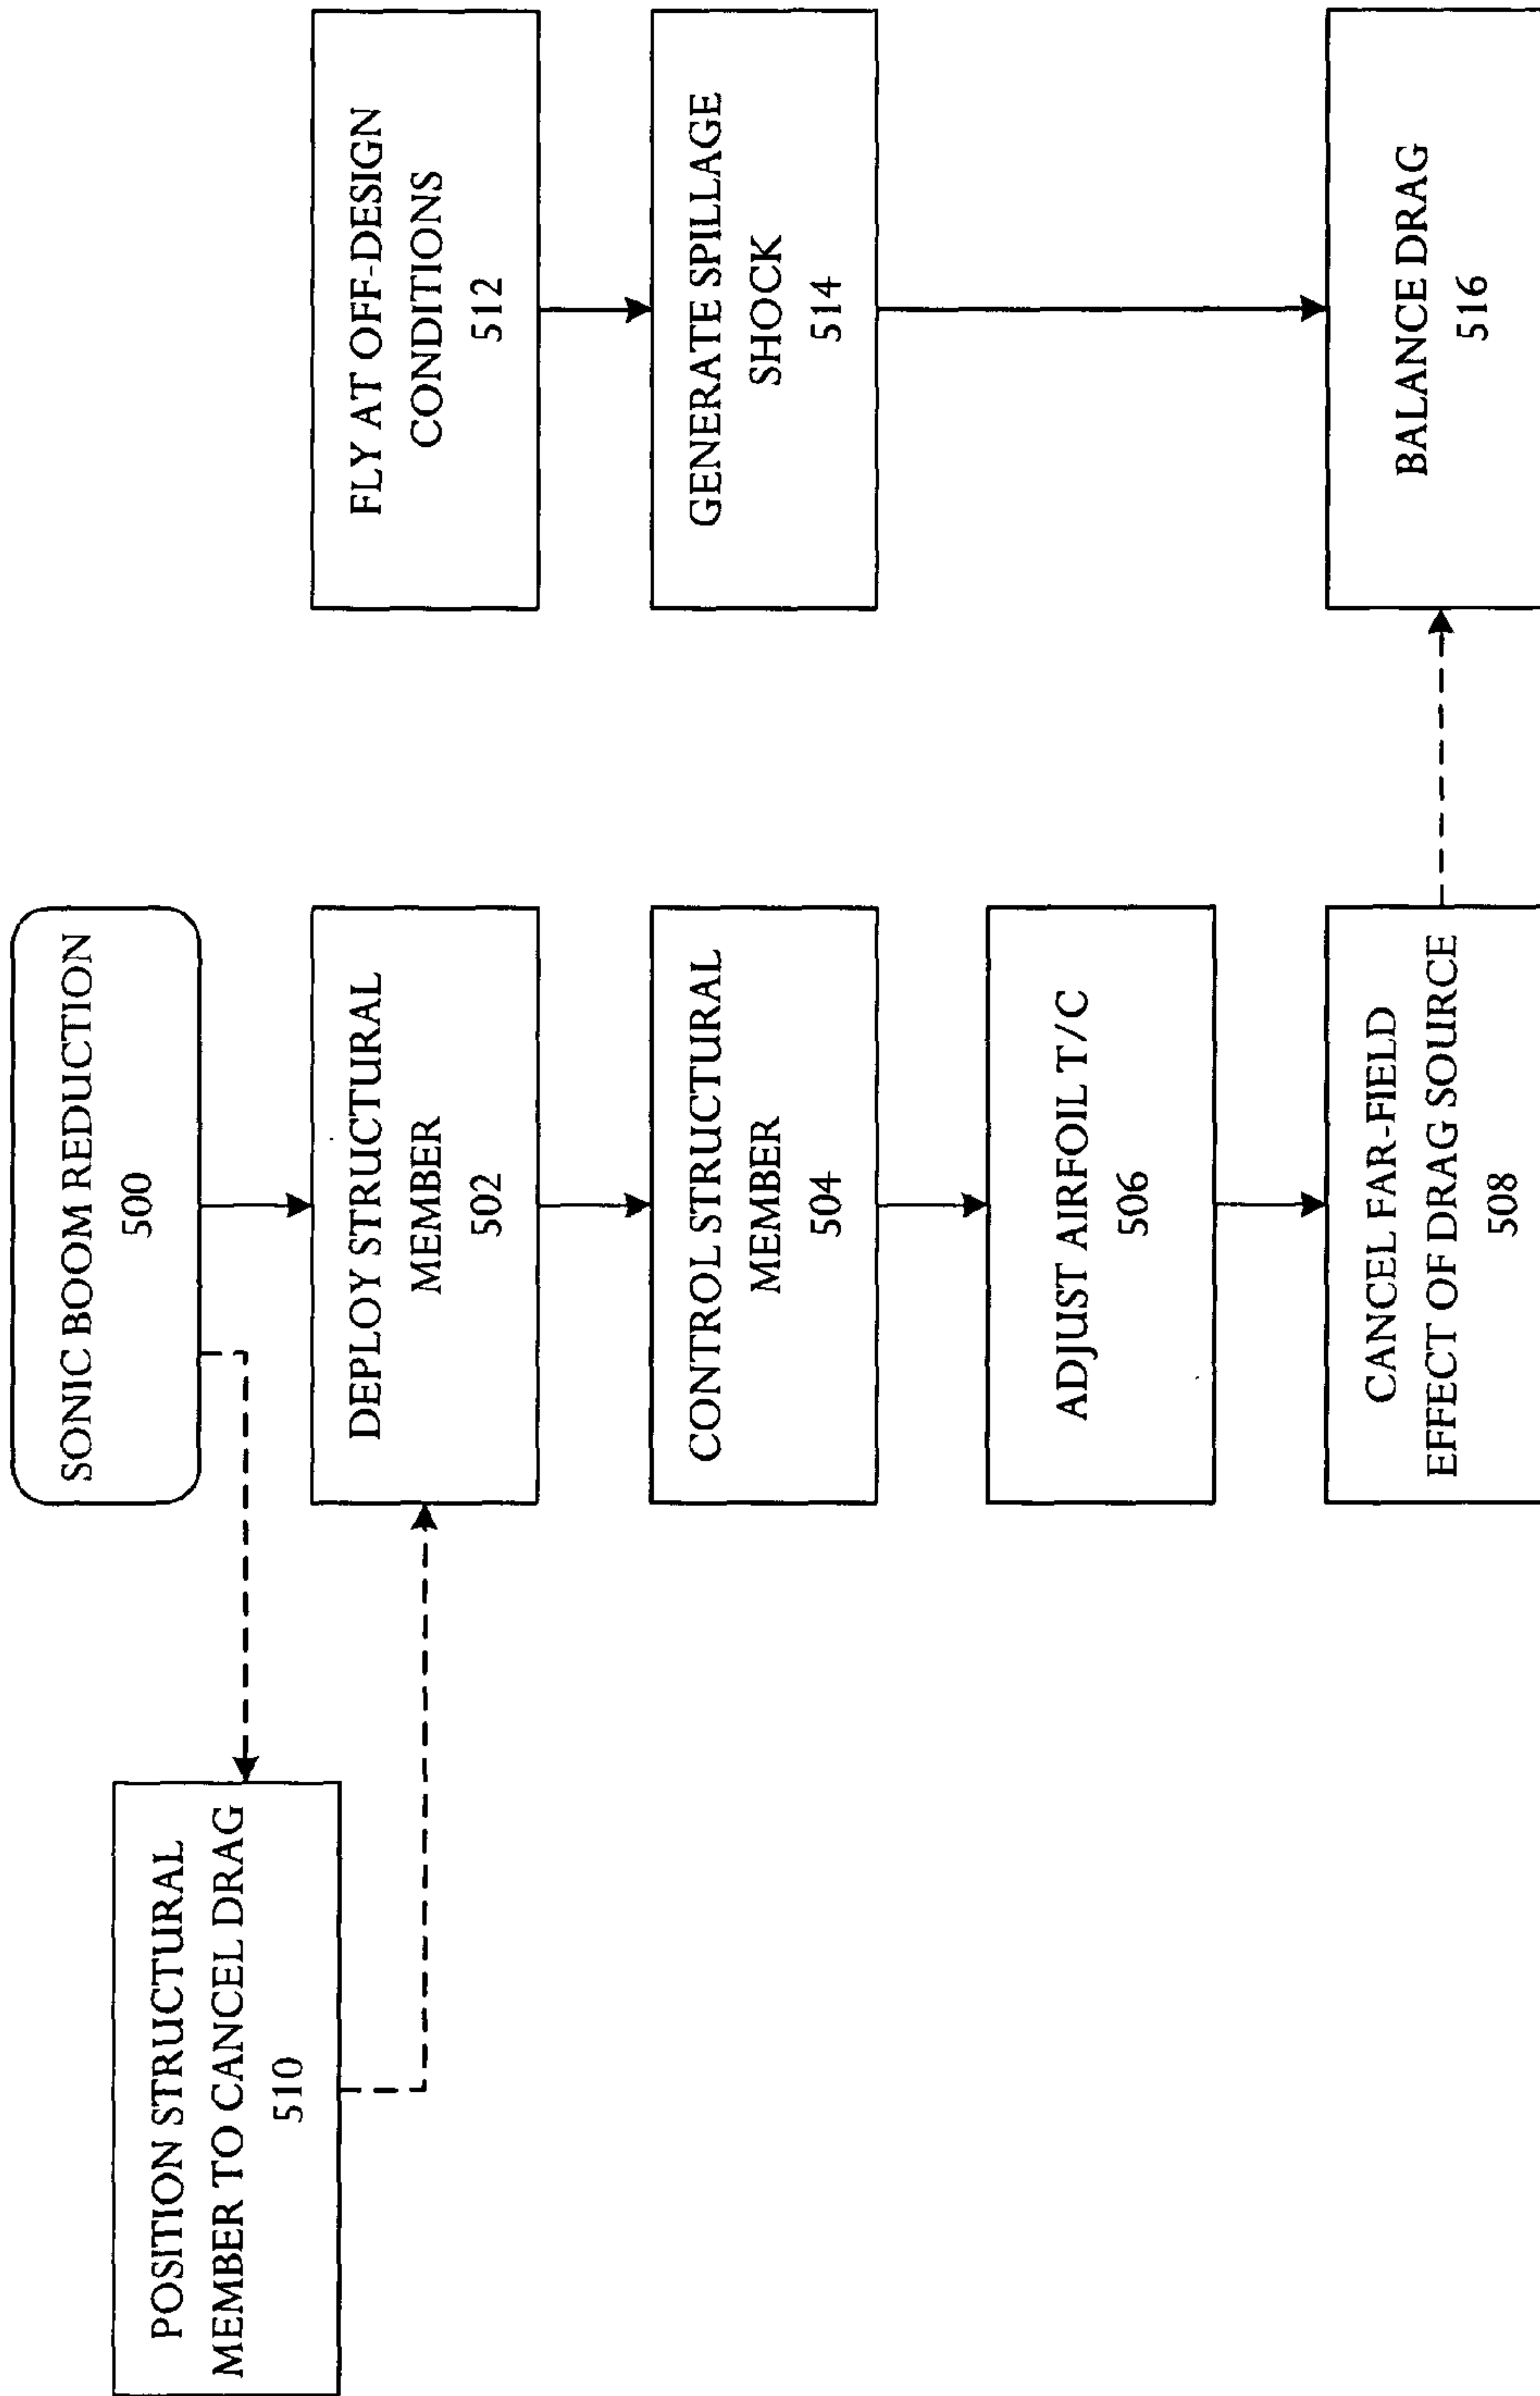 SONIC BOOM REDUCTION
500
POSITION STRUCTURAL
MEMBER TO CANCEL DRAG
510
DEPLOY STRUCTURAL
MEMBER
502
CONTROL STRUCTURAL
MEMBER
504
ADJUST AIRFOIL T/C
506
CANCEL FAR-FIELD
EFFECT OF DRAG SOURCE
508
FLY AT OFF-DESIGN
CONDITIONS
512
GENERATE SPILLAGE
SHOCK
514
BALANCE DRAG
516